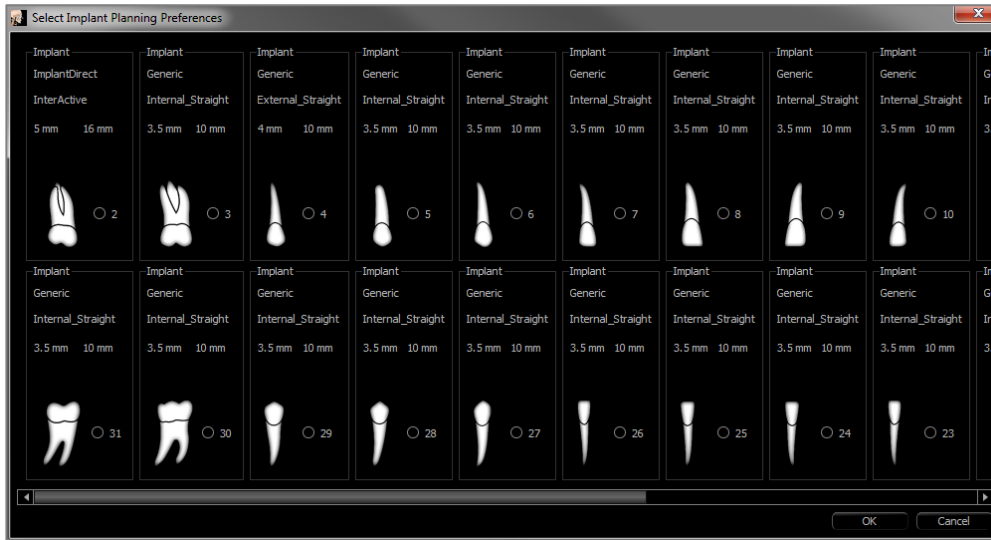 Select Implant Planning Preferences
Implant Implant Implant Implant Implant Implant Implant Implant Implant
ImplantDirect Generic Generic Generic Generic Generic Generic Generic Generic G
InterActive Internal_Straight External_Straight Internal_Straight Internal_Straight Internal_Straight Internal_Straight Internal_Straight Internal_Straight
5 mm 16 mm 3.5 mm 10 mm 4 mm 10 mm 3.5 mm 10 mm 3.5 mm 10 mm 3.5 mm 10 mm 3.5 mm 10 mm 3.5 mm 10 mm 3.5 mm 10 mm 3
2 3 4 5 6 7 8 9 10
Implant Implant Implant Implant Implant Implant Implant Implant Implant
Generic Generic Generic Generic Generic Generic Generic Generic Generic G
Internal_Straight Internal_Straight Internal_Straight Internal_Straight Internal_Straight Internal_Straight Internal_Straight Internal_Straight Internal_Straight
3.5 mm 10 mm 3.5 mm 10 mm 3.5 mm 10 mm 3.5 mm 10 mm 3.5 mm 10 mm 3.5 mm 10 mm 3.5 mm 10 mm 3.5 mm 10 mm 3.5 mm 10 mm 3
31 30 29 28 27 26 25 24 23
OK Cancel